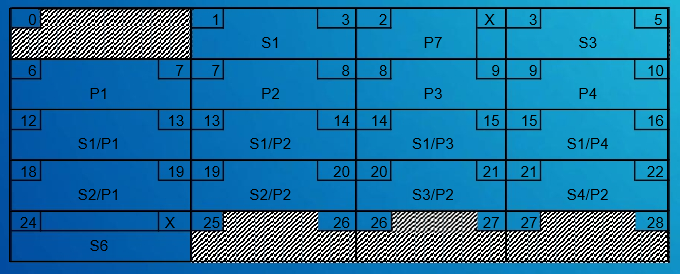 0 1 3 2 X 3 5
S1 P7 S3
6 7 7 8 8 9 9 10
P1 P2 P3 P4
12 13 13 14 14 15 15 16
S1/P1 S1/P2 S1/P3 S1/P4
18 19 19 20 20 21 21 22
S2/P1 S2/P2 S3/P2 S4/P2
24 X 25 26 26 27 27 28
S6